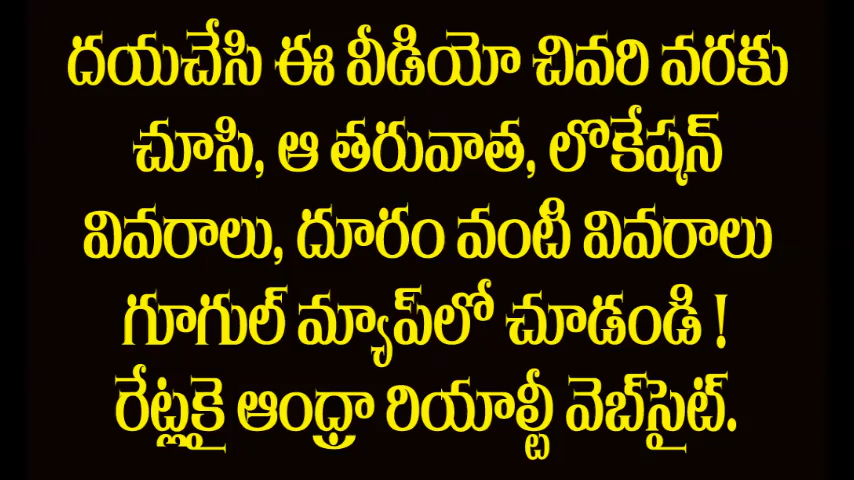 దయచేసి ఈ వీడియో చివరి వరకు
చూసి, ఆ తరువాత, లొకేషన్
వివరాలు, దూరం వంటి వివరాలు
గూగుల్ మ్యాప్‌లో చూడండి !
రేట్లకై ఆంధ్రా రియాల్టీ వెబ్‌సైట్.